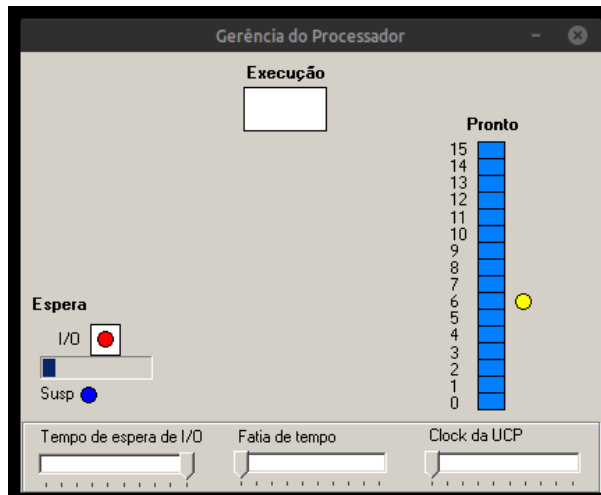 Gerência do Processador
Execução
Pronto
15
14
13
12
11
10
9
8
7
6
5
4
3
2
1
0
Espera
I/O
Susp
Tempo de espera de I/O
Fatia de tempo
Clock da UCP